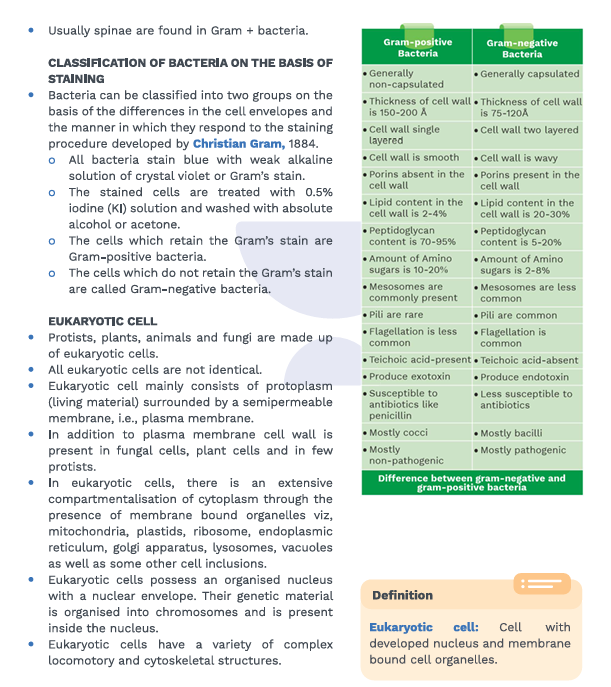 • Usually spinae are found in Gram + bacteria.
CLASSIFICATION OF BACTERIA ON THE BASIS OF
STAINING
• Bacteria can be classified into two groups on the
basis of the differences in the cell envelopes and
the manner in which they respond to the staining
procedure developed by Christian Gram, 1884.
o All bacteria stain blue with weak alkaline
solution of crystal violet or Gram's stain.
o The stained cells are treated with 0.5%
iodine (KI) solution and washed with absolute
alcohol or acetone.
o The cells which retain the Gram's stain are
Gram-positive bacteria.
o The cells which do not retain the Gram's stain
are called Gram-negative bacteria.
EUKARYOTIC CELL
• Protists, plants, animals and fungi are made up
of eukaryotic cells.
• All eukaryotic cells are not identical.
• Eukaryotic cell mainly consists of protoplasm
(living material) surrounded by a semipermeable
membrane, i.e., plasma membrane.
• In addition to plasma membrane cell wall is
present in fungal cells, plant cells and in few
protists.
• In eukaryotic cells, there is an extensive
compartmentalisation of cytoplasm through the
presence of membrane bound organelles viz,
mitochondria, plastids, ribosome, endoplasmic
reticulum, golgi apparatus, lysosomes, vacuoles
as well as some other cell inclusions.
• Eukaryotic cells possess an organised nucleus
with a nuclear envelope. Their genetic material
is organised into chromosomes and is present
inside the nucleus.
• Eukaryotic cells have a variety of complex
locomotory and cytoskeletal structures.
Gram-positive
Bacteria
Gram-negative
Bacteria
• Generally
non-capsulated
• Generally capsulated
• Thickness of cell wall
is 150-200 Å
• Thickness of cell wall
is 75-120Å
• Cell wall single
layered
• Cell wall two layered
• Cell wall is smooth
• Cell wall is wavy
• Porins absent in the
cell wall
• Porins present in the
cell wall
• Lipid content in the
cell wall is 2-4%
• Lipid content in the
cell wall is 20-30%
• Peptidoglycan
content is 70-95%
• Peptidoglycan
content is 5-20%
• Amount of Amino
sugars is 10-20%
• Amount of Amino
sugars is 2-8%
• Mesosomes are
commonly present
• Mesosomes are less
common
• Pili are rare
• Pili are common
• Flagellation is less
common
• Flagellation is
common
• Teichoic acid-present
• Teichoic acid-absent
• Produce exotoxin
• Produce endotoxin
• Susceptible to
antibiotics like
penicillin
• Less susceptible to
antibiotics
• Mostly cocci
• Mostly bacilli
• Mostly
non-pathogenic
• Mostly pathogenic
Difference between gram-negative and
gram-positive bacteria
Definition
Eukaryotic cell: Cell with
developed nucleus and membrane
bound cell organelles.